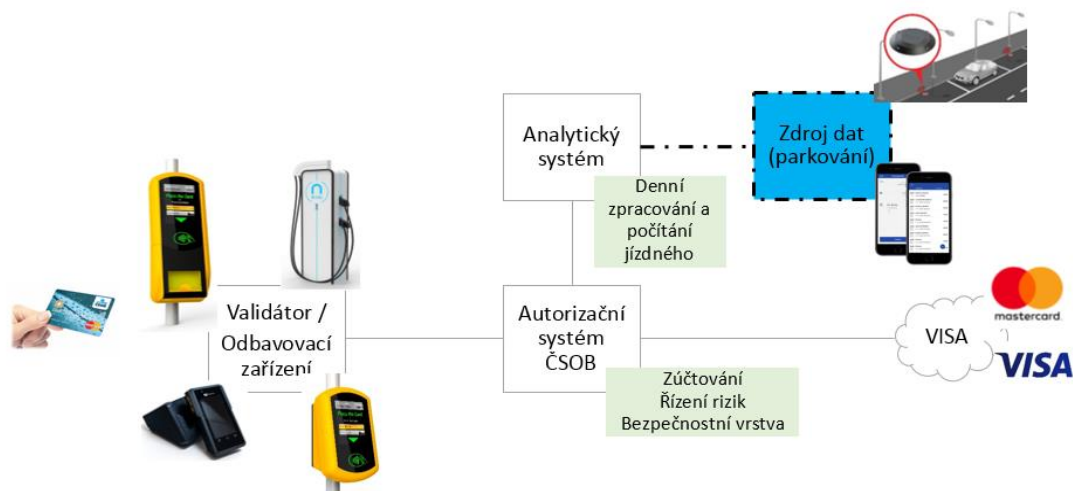 Analytický
systém
Zdroj dat
(parkování)
Denní
zpracování a
počítání
jízdného
Validátor /
Odbavovací
zařízení
Autorizační
systém
ČSOB
VISA
mastercard
VISA
Zúčtování
Řízení rizik
Bezpečnostní vrstva